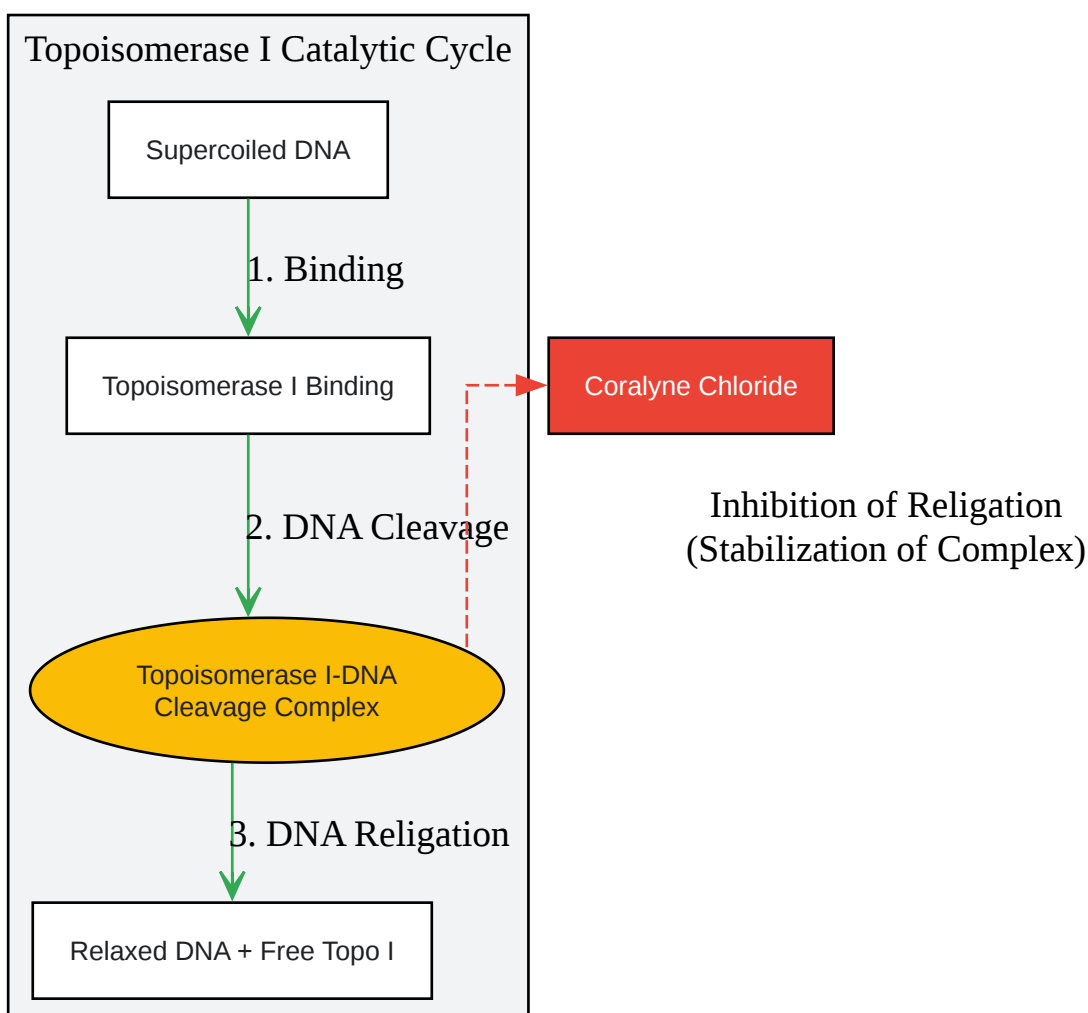 Topoisomerase I Catalytic Cycle
Supercoiled DNA
1. Binding
Topoisomerase I Binding
Coralyne Chloride
2. DNA Cleavage
Inhibition of Religation
(Stabilization of Complex)
Topoisomerase I-DNA
Cleavage Complex
3. DNA Religation
Relaxed DNA + Free Topo I